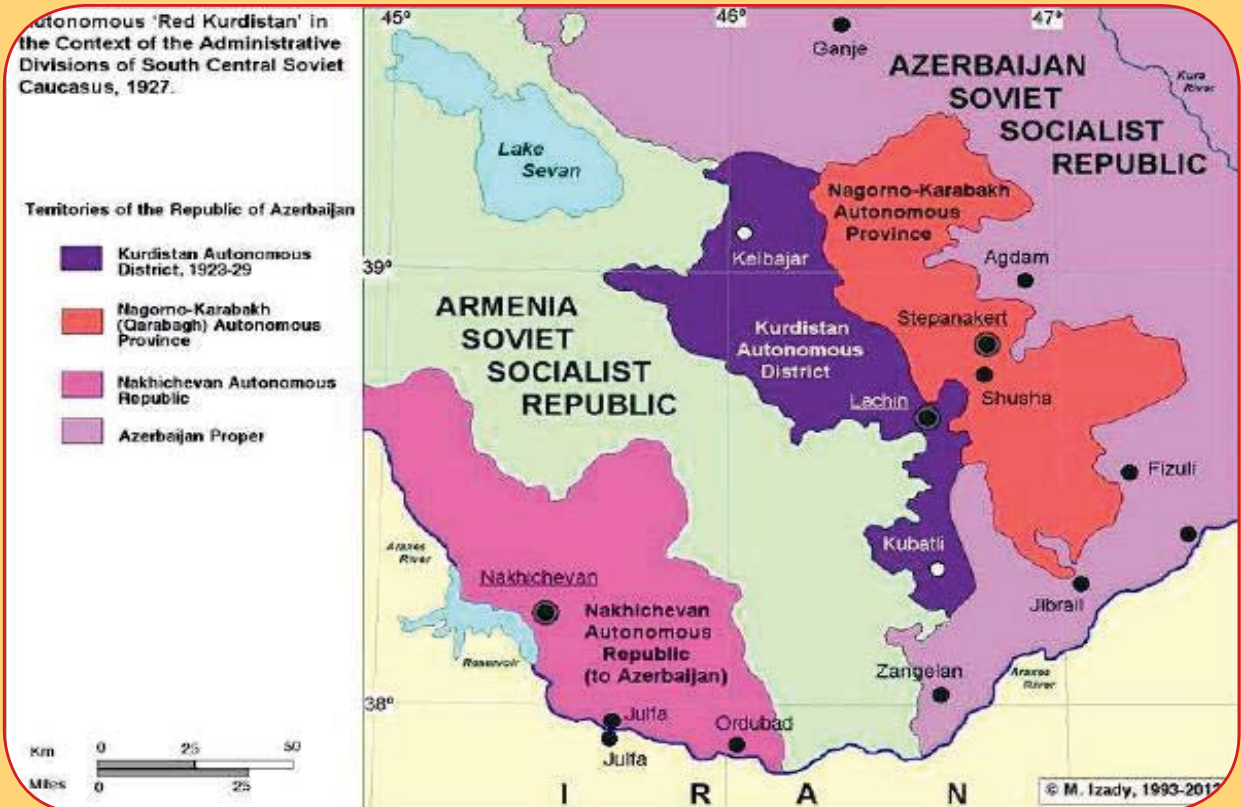 Autonomous 'Red Kurdistan' in
the Context of the Administrative
Divisions of South Central Soviet
Caucasus, 1927.
Territories of the Republic of Azerbaijan
Kurdistan Autonomous
District, 1923-29
Nagorno-Karabakh
(Qarabagh) Autonomous
Province
Nakhichevan Autonomous
Republic
Azerbaijan Proper
Km 0 25 50
Miles 0 25
45°
46°
47°
Ganje
AZERBAIJAN
SOVIET
SOCIALIST
REPUBLIC
Kura
River
Lake
Sevan
Nagorno-Karabakh
Autonomous
Province
Kelbajar
Agdam
39°
ARMENIA
SOVIET
SOCIALIST
REPUBLIC
Kurdistan
Autonomous
District
Stepanakert
Lachin
Shusha
Fizuli
Kubatli
Araxes
River
Nakhichevan
Nakhichevan
Autonomous
Republic
(to Azerbaijan)
Jibrail
Reservoir
Zangelan
Araxes
River
38°
Julfa
Ordubad
Julfa
I R A N
© M. Izady, 1993-2013